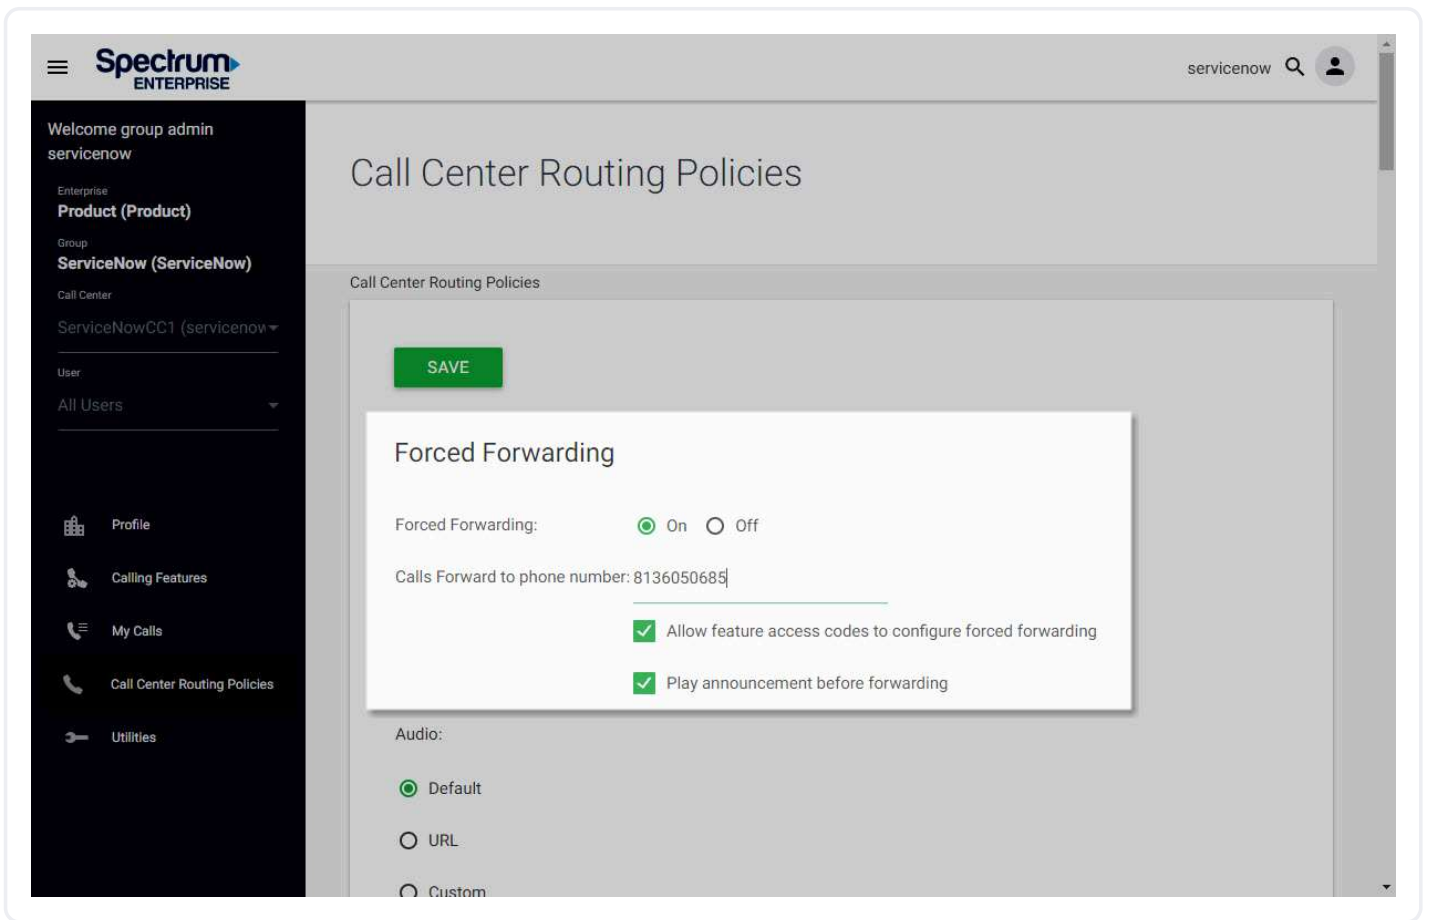 Spectrum
ENTERPRISE
servicenow
Welcome group admin
servicenow
Enterprise
Product (Product)
Group
ServiceNow (ServiceNow)
Call Center
ServiceNowCC1 (servicenow
User
All Users
Profile
Calling Features
My Calls
Call Center Routing Policies
Utilities
Call Center Routing Policies
Call Center Routing Policies
SAVE
Forced Forwarding
Forced Forwarding: On Off
Calls Forward to phone number: 8136050685
Allow feature access codes to configure forced forwarding
Play announcement before forwarding
Audio:
Default
URL
Custom